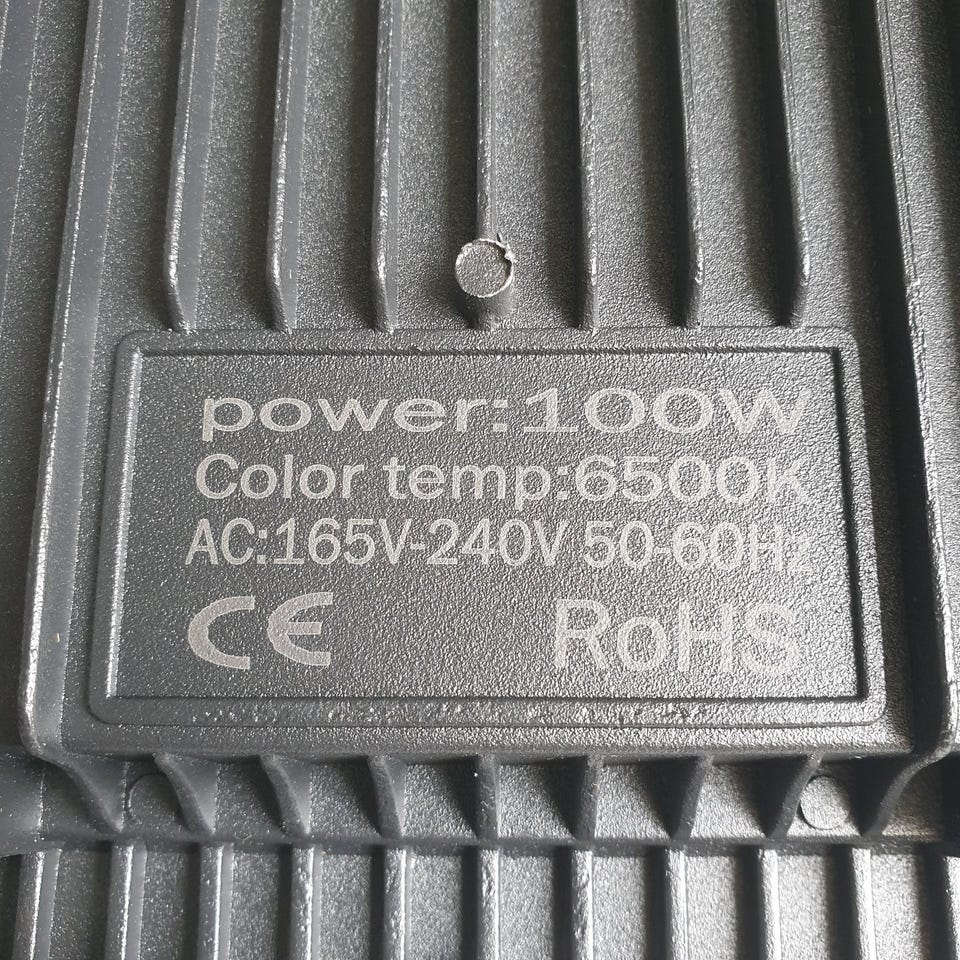 power:100W
Color temp:6500K
AC:165V-240V 50-60Hz
CE RoHS